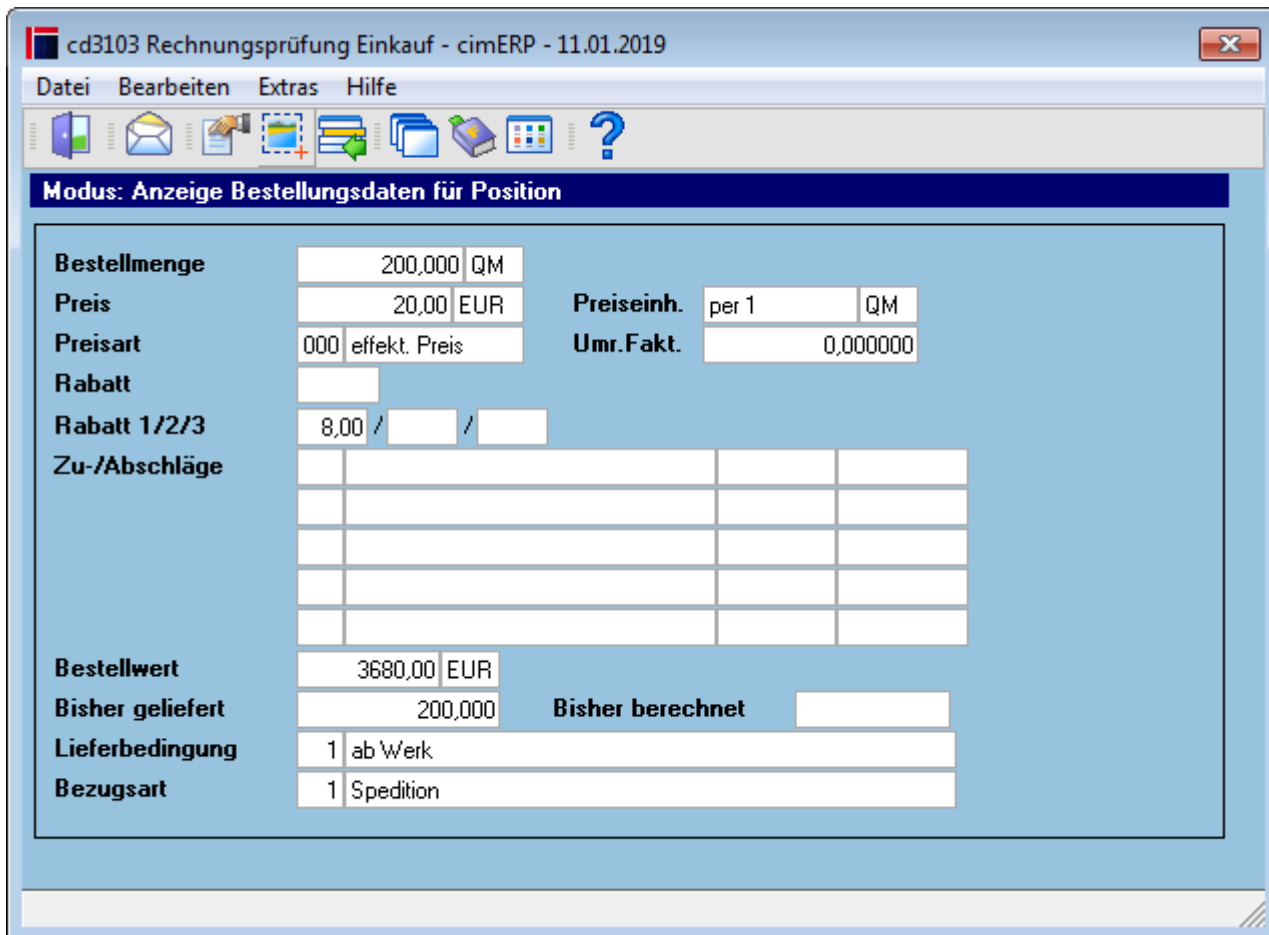 cd3103 Rechnungsprüfung Einkauf - cimERP - 11.01.2019
Datei Bearbeiten Extras Hilfe
Modus: Anzeige Bestellungsdaten für Position
Bestellmenge 200,000 QM
Preis 20,00 EUR Preiseinh. per 1 QM
Preisart 000 effekt. Preis Umr.Fakt. 0,000000
Rabatt
Rabatt 1/2/3 8,00 / /
Zu-/Abschläge
Bestellwert 3680,00 EUR
Bisher geliefert 200,000 Bisher berechnet
Lieferbedingung 1 ab Werk
Bezugsart 1 Spedition